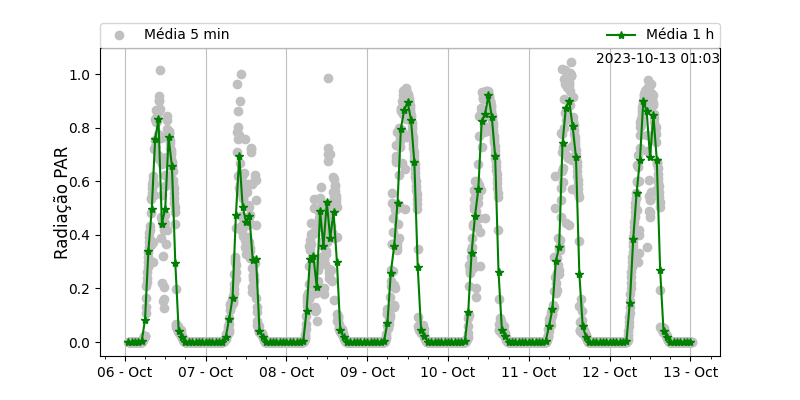 Média 5 min
Média 1 h
2023-10-13 01:03
Radiação PAR
1.0
0.8
0.6
0.4
0.2
0.0
06 - Oct
07 - Oct
08 - Oct
09 - Oct
10 - Oct
11 - Oct
12 - Oct
13 - Oct